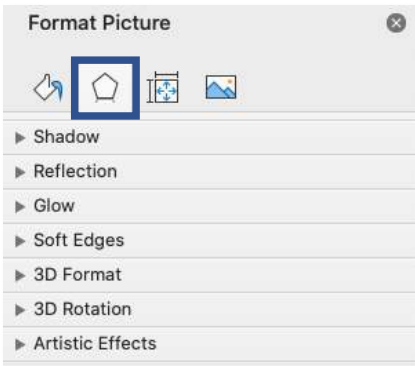 Format Picture
Shadow
Reflection
Glow
Soft Edges
3D Format
3D Rotation
Artistic Effects